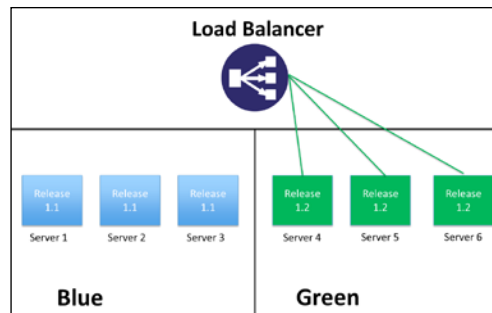 Load Balancer
Release Release Release Release Release Release
1.1 1.1 1.1 1.2 1.2 1.2
Server 1 Server 2 Server 3 Server 4 Server 5 Server 6
Blue Green